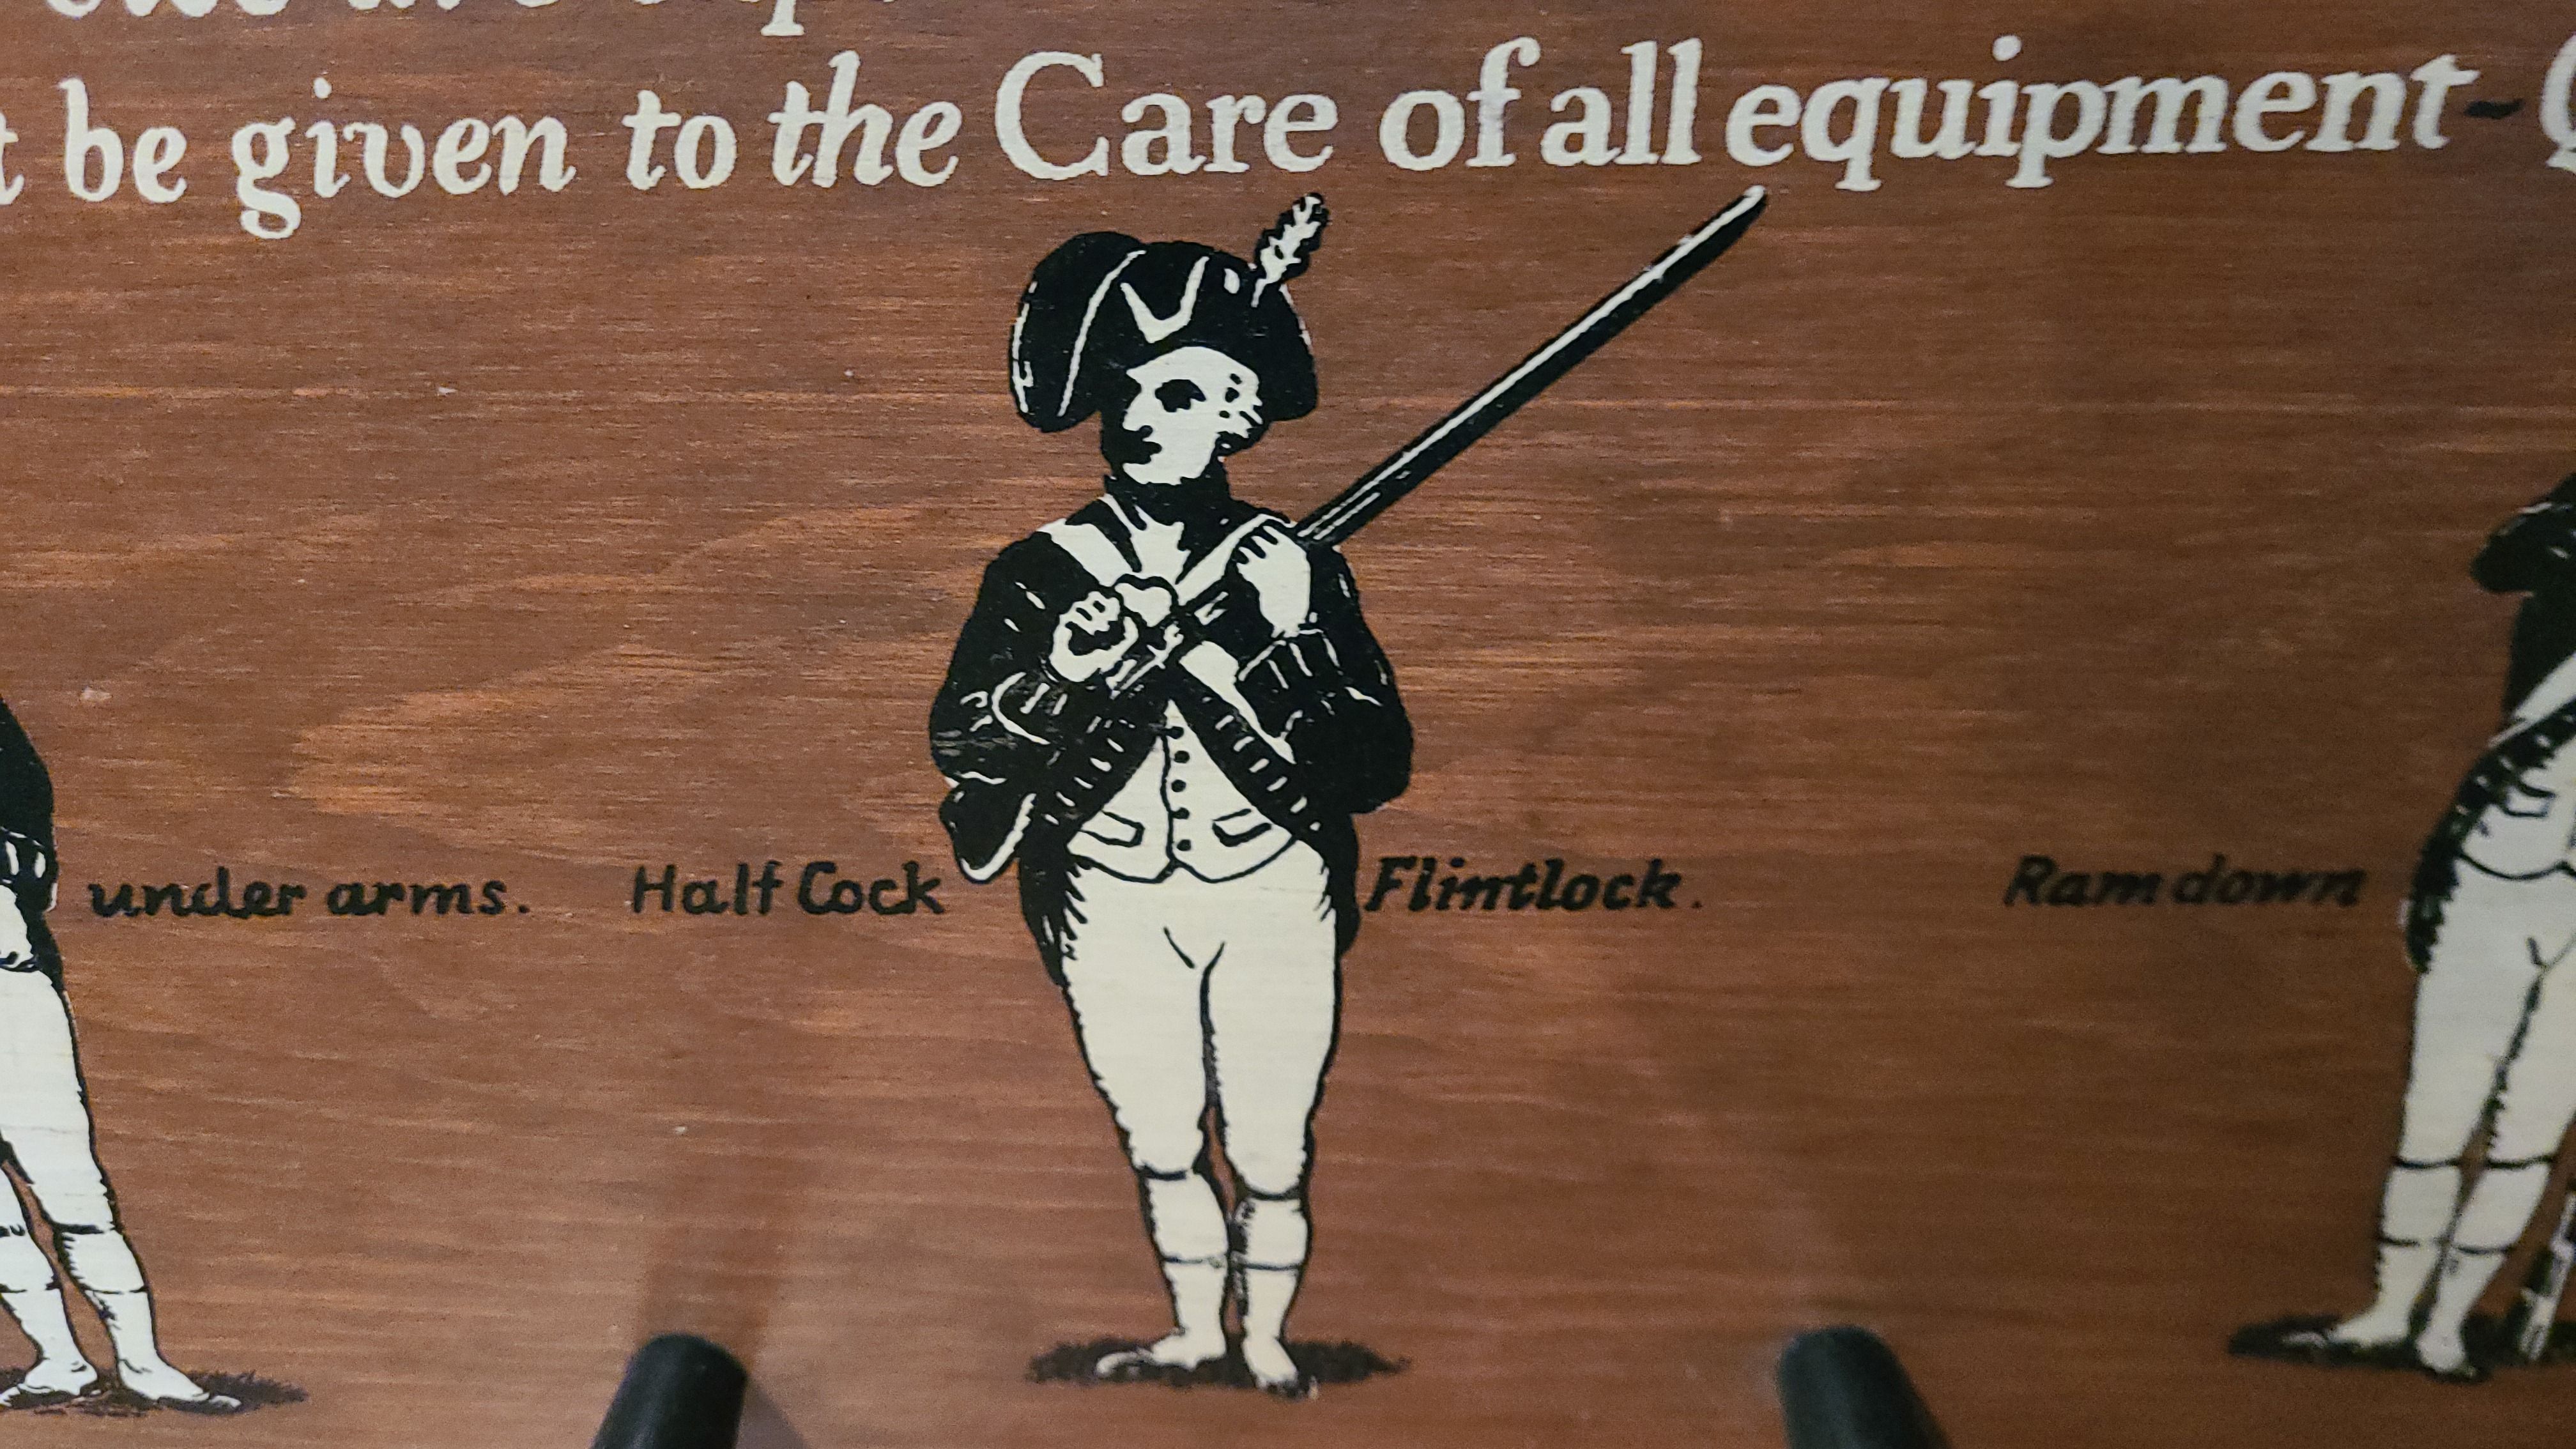 be given to the Care of all equipment-
under arms. Half Cock Flintlock. Ram down